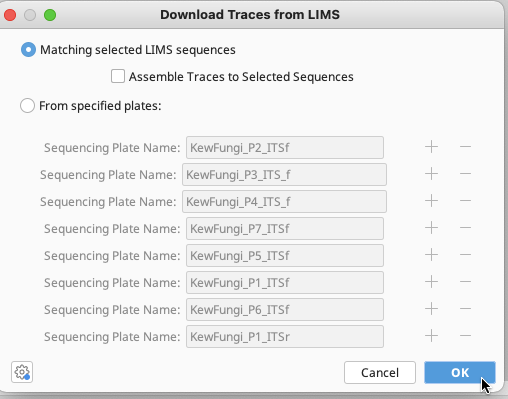 Download Traces from LIMS
Matching selected LIMS sequences
Assemble Traces to Selected Sequences
From specified plates:
Sequencing Plate Name: KewFungi_P2_ITSf
Sequencing Plate Name: KewFungi_P3_ITS_f
Sequencing Plate Name: KewFungi_P4_ITS_f
Sequencing Plate Name: KewFungi_P7_ITSf
Sequencing Plate Name: KewFungi_P5_ITSf
Sequencing Plate Name: KewFungi_P1_ITSf
Sequencing Plate Name: KewFungi_P6_ITSf
Sequencing Plate Name: KewFungi_P1_ITSr
Cancel OK